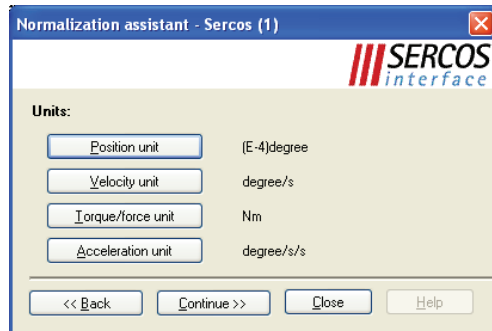 Normalization assistant - Sercos (1)
SERCOS
interface
Units:
Position unit (E-4)degree
Velocity unit degree/s
Torque/force unit Nm
Acceleration unit degree/s/s
<< Back Continue >> Close Help